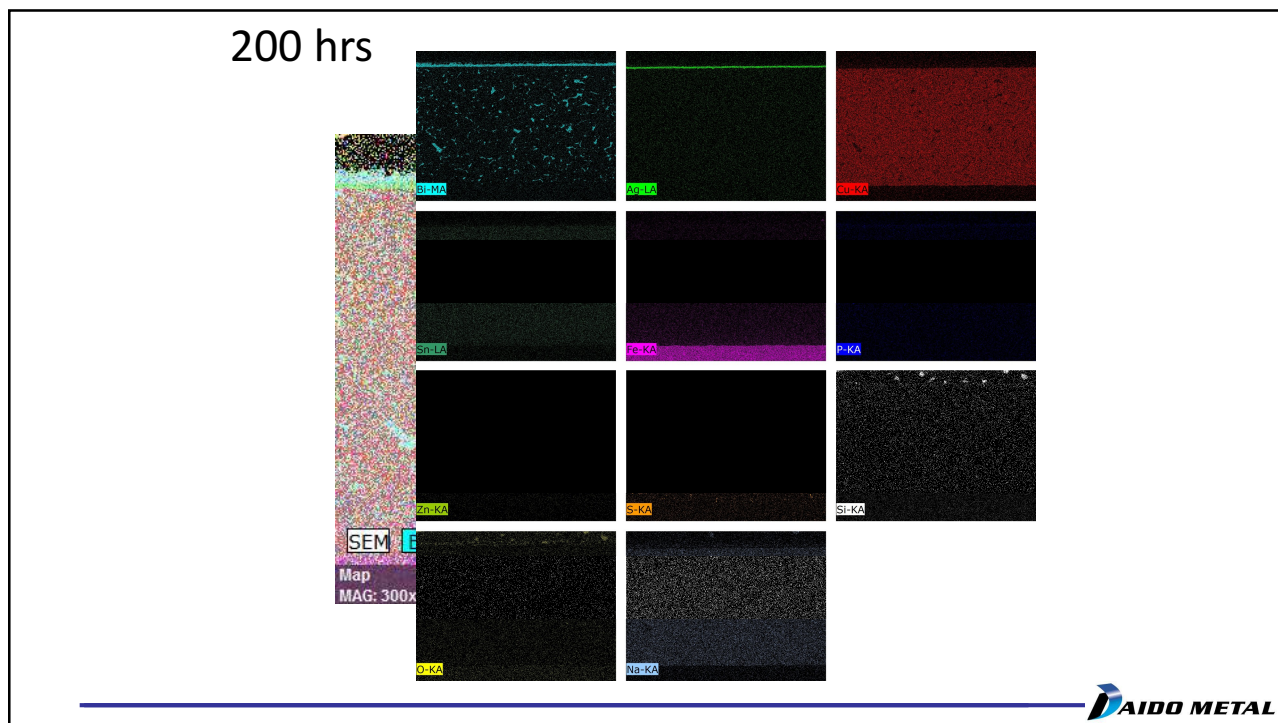 200 hrs
Bi-MA
Ag-LA
Cu-KA
Sn-LA
Fe-KA
P-KA
Zn-KA
S-KA
Si-KA
SEM
Map
MAG: 300x
O-KA
Na-KA
DAIDO METAL